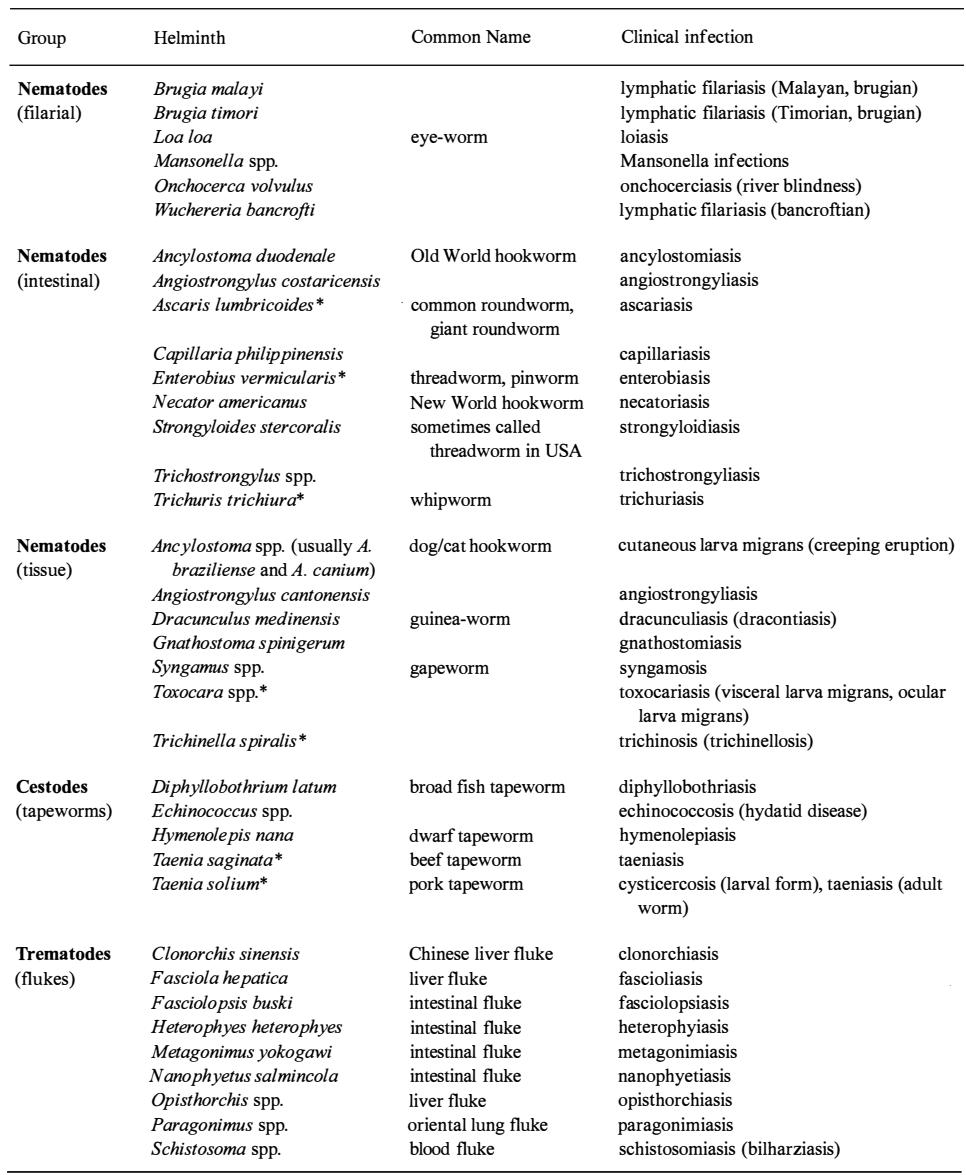 Group Helminth Common Name Clinical infection
Nematodes Brugia malayi lymphatic filariasis (Malayan, brugian)
(filarial) Brugia timori lymphatic filariasis (Timorian, brugian)
Loa loa eye-worm loiasis
Mansonella spp. Mansonella infections
Onchocerca volvulus onchocerciasis (river blindness)
Wuchereria bancrofti lymphatic filariasis (bancroftian)
Nematodes Ancylostoma duodenale Old World hookworm ancylostomiasis
(intestinal) Angiostrongylus costaricensis angiostrongyliasis
Ascaris lumbricoides* common roundworm, ascariasis
giant roundworm
Capillaria philippinensis capillariasis
Enterobius vermicularis* threadworm, pinworm enterobiasis
Necator americanus New World hookworm necatoriasis
Strongyloides stercoralis sometimes called strongyloidiasis
threadworm in USA
Trichostrongylus spp. trichostrongyliasis
Trichuris trichiura* whipworm trichuriasis
Nematodes Ancylostoma spp. (usually A. dog/cat hookworm cutaneous larva migrans (creeping eruption)
(tissue) braziliense and A. canium)
Angiostrongylus cantonensis angiostrongyliasis
Dracunculus medinensis guinea-worm dracunculiasis (dracontiasis)
Gnathostoma spinigerum gnathostomiasis
Syngamus spp. gapeworm syngamosis
Toxocara spp.* toxocariasis (visceral larva migrans, ocular
larva migrans)
Trichinella spiralis* trichinosis (trichinellosis)
Cestodes Diphyllobothrium latum broad fish tapeworm diphyllobothriasis
(tapeworms) Echinococcus spp. echinococcosis (hydatid disease)
Hymenolepis nana dwarf tapeworm hymenolepiasis
Taenia saginata* beef tapeworm taeniasis
Taenia solium* pork tapeworm cysticercosis (larval form), taeniasis (adult
worm)
Trematodes Clonorchis sinensis Chinese liver fluke clonorchiasis
(flukes) Fasciola hepatica liver fluke fascioliasis
Fasciolopsis buski intestinal fluke fasciolopsiasis
Heterophyes heterophyes intestinal fluke heterophyiasis
Metagonimus yokogawi intestinal fluke metagonimiasis
Nanophyetus salmincola intestinal fluke nanophyetiasis
Opisthorchis spp. liver fluke opisthorchiasis
Paragonimus spp. oriental lung fluke paragonimiasis
Schistosoma spp. blood fluke schistosomiasis (bilharziasis)